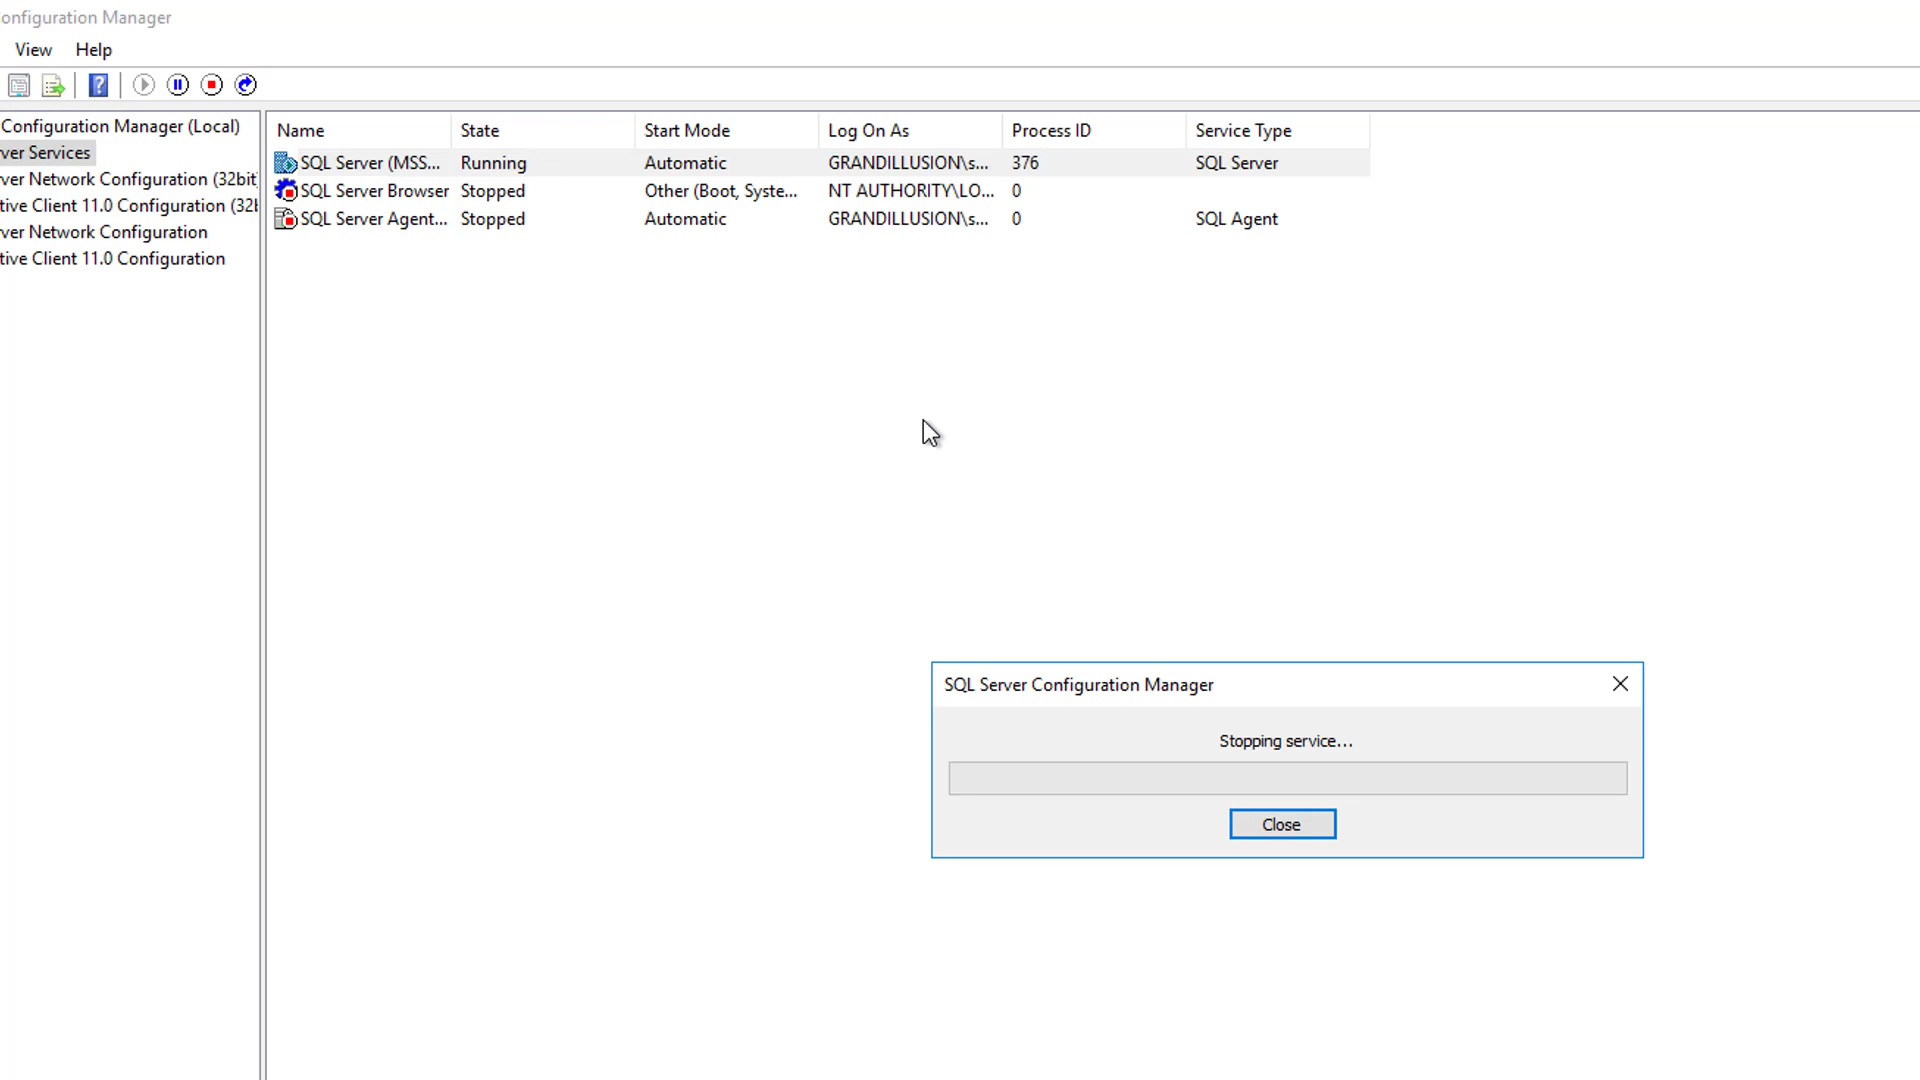 onfiguration Manager
View Help
Configuration Manager (Local)
ver Services
ver Network Configuration (32bit
tive Client 11.0 Configuration (32b
ver Network Configuration
tive Client 11.0 Configuration
Name State Start Mode Log On As Process ID Service Type
SQL Server (MSS... Running Automatic GRANDILLUSION\s... 376 SQL Server
SQL Server Browser Stopped Other (Boot, Syste... NT AUTHORITY\LO... 0
SQL Server Agent... Stopped Automatic GRANDILLUSION\s... 0 SQL Agent
SQL Server Configuration Manager
Stopping service...
Close